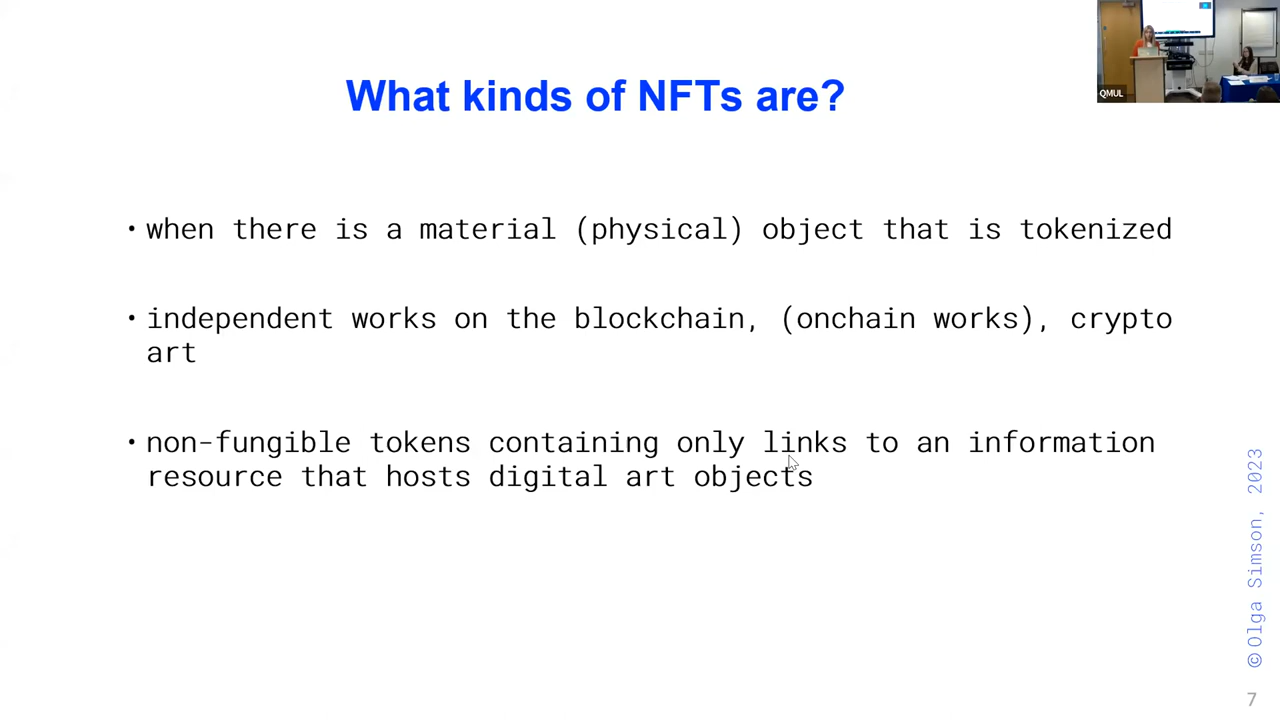 What kinds of NFTs are?
QMUL
• when there is a material (physical) object that is tokenized
• independent works on the blockchain, (onchain works), crypto
art
• non-fungible tokens containing only links to an information
resource that hosts digital art objects
© Olga Simson, 2023
7